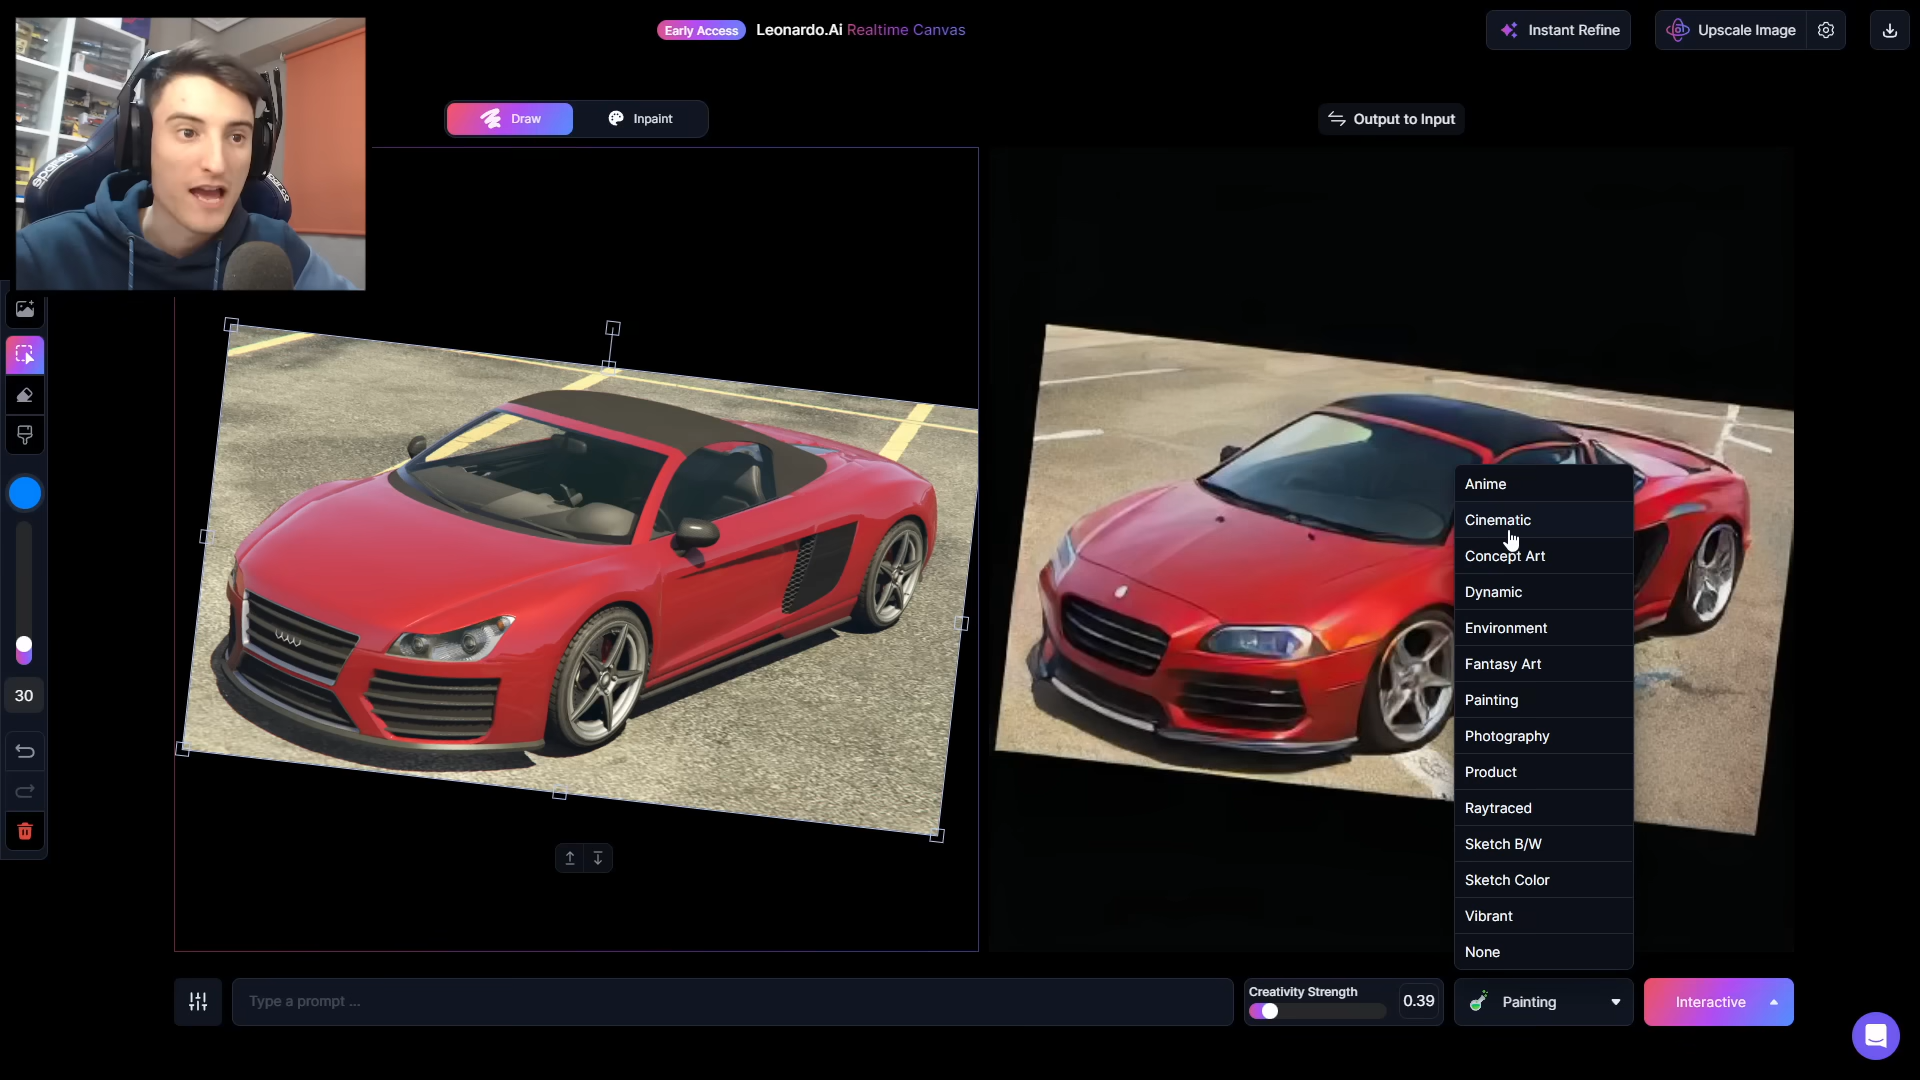 Early Access Leonardo.Ai Realtime Canvas
Instant Refine
Upscale Image
Draw
Inpaint
Output to Input
sparco
sparco
Anime
Cinematic
Concept Art
Dynamic
Environment
Fantasy Art
Painting
Photography
Product
Raytraced
Sketch B/W
Sketch Color
Vibrant
None
30
Type a prompt ...
Creativity Strength
0.39
Painting
Interactive